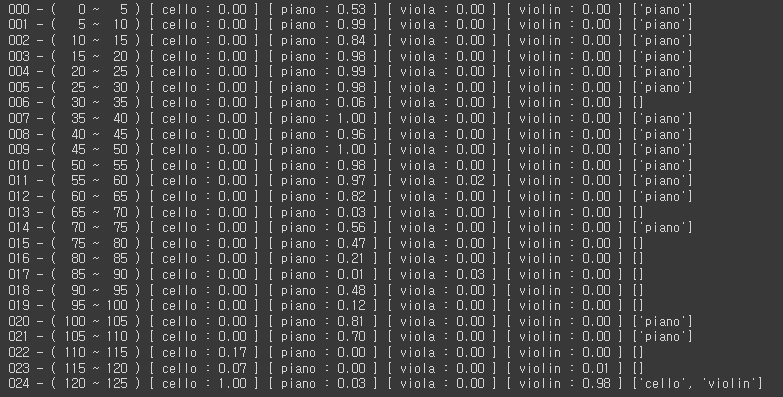 000 - (   0 ~   5 ) [ cello : 0.00 ] [ piano : 0.53 ] [ viola : 0.00 ] [ violin : 0.00 ] ['piano']
001 - (   5 ~  10 ) [ cello : 0.00 ] [ piano : 0.99 ] [ viola : 0.00 ] [ violin : 0.00 ] ['piano']
002 - (  10 ~  15 ) [ cello : 0.00 ] [ piano : 0.84 ] [ viola : 0.00 ] [ violin : 0.00 ] ['piano']
003 - (  15 ~  20 ) [ cello : 0.00 ] [ piano : 0.98 ] [ viola : 0.00 ] [ violin : 0.00 ] ['piano']
004 - (  20 ~  25 ) [ cello : 0.00 ] [ piano : 0.99 ] [ viola : 0.00 ] [ violin : 0.00 ] ['piano']
005 - (  25 ~  30 ) [ cello : 0.00 ] [ piano : 0.98 ] [ viola : 0.00 ] [ violin : 0.00 ] ['piano']
006 - (  30 ~  35 ) [ cello : 0.00 ] [ piano : 0.06 ] [ viola : 0.00 ] [ violin : 0.00 ] []
007 - (  35 ~  40 ) [ cello : 0.00 ] [ piano : 1.00 ] [ viola : 0.00 ] [ violin : 0.00 ] ['piano']
008 - (  40 ~  45 ) [ cello : 0.00 ] [ piano : 0.96 ] [ viola : 0.00 ] [ violin : 0.00 ] ['piano']
009 - (  45 ~  50 ) [ cello : 0.00 ] [ piano : 1.00 ] [ viola : 0.00 ] [ violin : 0.00 ] ['piano']
010 - (  50 ~  55 ) [ cello : 0.00 ] [ piano : 0.98 ] [ viola : 0.00 ] [ violin : 0.00 ] ['piano']
011 - (  55 ~  60 ) [ cello : 0.00 ] [ piano : 0.97 ] [ viola : 0.02 ] [ violin : 0.00 ] ['piano']
012 - (  60 ~  65 ) [ cello : 0.00 ] [ piano : 0.82 ] [ viola : 0.00 ] [ violin : 0.00 ] ['piano']
013 - (  65 ~  70 ) [ cello : 0.00 ] [ piano : 0.03 ] [ viola : 0.00 ] [ violin : 0.00 ] []
014 - (  70 ~  75 ) [ cello : 0.00 ] [ piano : 0.56 ] [ viola : 0.00 ] [ violin : 0.00 ] ['piano']
015 - (  75 ~  80 ) [ cello : 0.00 ] [ piano : 0.47 ] [ viola : 0.00 ] [ violin : 0.00 ] []
016 - (  80 ~  85 ) [ cello : 0.00 ] [ piano : 0.21 ] [ viola : 0.00 ] [ violin : 0.00 ] []
017 - (  85 ~  90 ) [ cello : 0.00 ] [ piano : 0.01 ] [ viola : 0.03 ] [ violin : 0.00 ] []
018 - (  90 ~  95 ) [ cello : 0.00 ] [ piano : 0.48 ] [ viola : 0.00 ] [ violin : 0.00 ] []
019 - (  95 ~ 100 ) [ cello : 0.00 ] [ piano : 0.12 ] [ viola : 0.00 ] [ violin : 0.00 ] []
020 - ( 100 ~ 105 ) [ cello : 0.00 ] [ piano : 0.81 ] [ viola : 0.00 ] [ violin : 0.00 ] ['piano']
021 - ( 105 ~ 110 ) [ cello : 0.00 ] [ piano : 0.70 ] [ viola : 0.00 ] [ violin : 0.00 ] ['piano']
022 - ( 110 ~ 115 ) [ cello : 0.17 ] [ piano : 0.00 ] [ viola : 0.00 ] [ violin : 0.00 ] []
023 - ( 115 ~ 120 ) [ cello : 0.07 ] [ piano : 0.00 ] [ viola : 0.00 ] [ violin : 0.01 ] []
024 - ( 120 ~ 125 ) [ cello : 1.00 ] [ piano : 0.03 ] [ viola : 0.00 ] [ violin : 0.98 ] ['cello', 'violin']